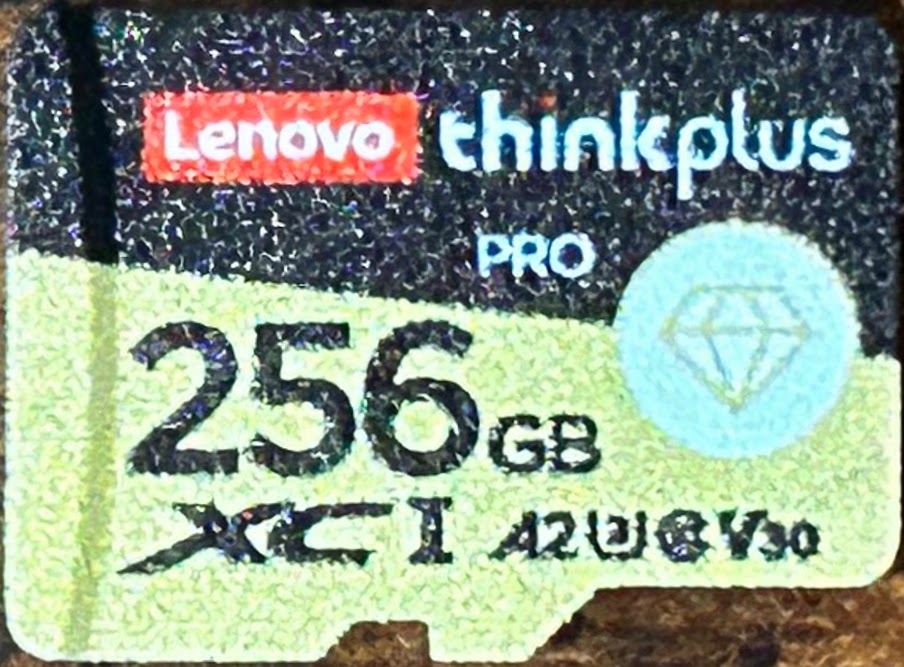 Lenovo thinkplus
PRO
256GB
XC I A2 U3 V30